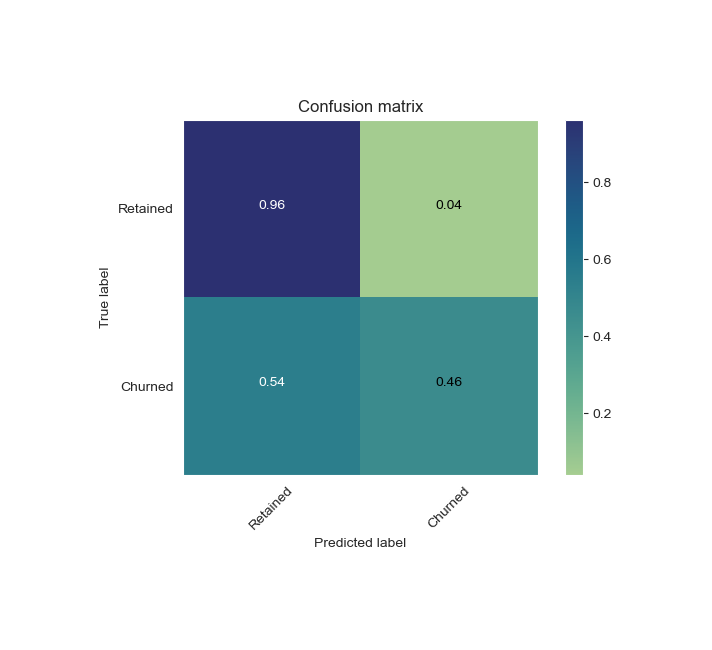 Confusion matrix
Retained
0.96
0.04
Churned
0.54
0.46
True label
Retained
Churned
Predicted label
0.8
0.6
0.4
0.2